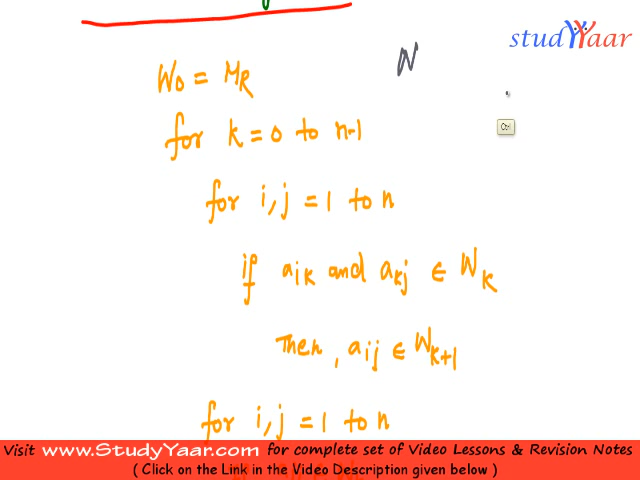 studYYaar
W0 = MR
N
for k = 0 to n-1
Ctrl
for i, j = 1 to n
if aik and akj ∈ Wk
Then, aij ∈ Wk+1
for i, j = 1 to n
Visit www.StudyYaar.com for complete set of Video Lessons & Revision Notes
( Click on the Link in the Video Description given below )